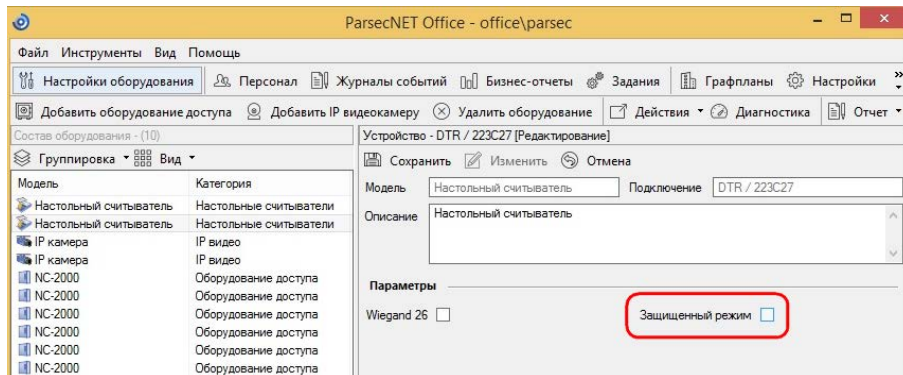 ParsecNET Office - office\parsec
Файл Инструменты Вид Помощь
Настройки оборудования Персонал Журналы событий Бизнес-отчеты Задания Графпланы Настройки »
Добавить оборудование доступа Добавить IP видеокамеру Удалить оборудование Действия Диагностика Отчет
Состав оборудования - (10)
Группировка Вид
Модель Категория
Настольный считыватель Настольные считыватели
Настольный считыватель Настольные считыватели
IP камера IP видео
IP камера IP видео
NC-2000 Оборудование доступа
NC-2000 Оборудование доступа
NC-2000 Оборудование доступа
NC-2000 Оборудование доступа
NC-2000 Оборудование доступа
NC-2000 Оборудование доступа
Устройство - DTR / 223C27 [Редактирование]
Сохранить Изменить Отмена
Модель Настольный считыватель Подключение DTR / 223C27
Описание Настольный считыватель
Параметры
Wiegand 26 Защищенный режим